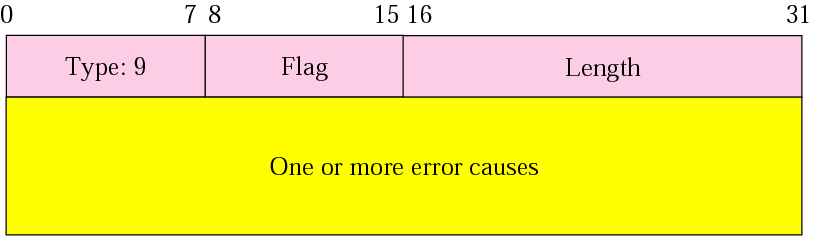 0 7 8 15 16 31
Type: 9 Flag Length
One or more error causes